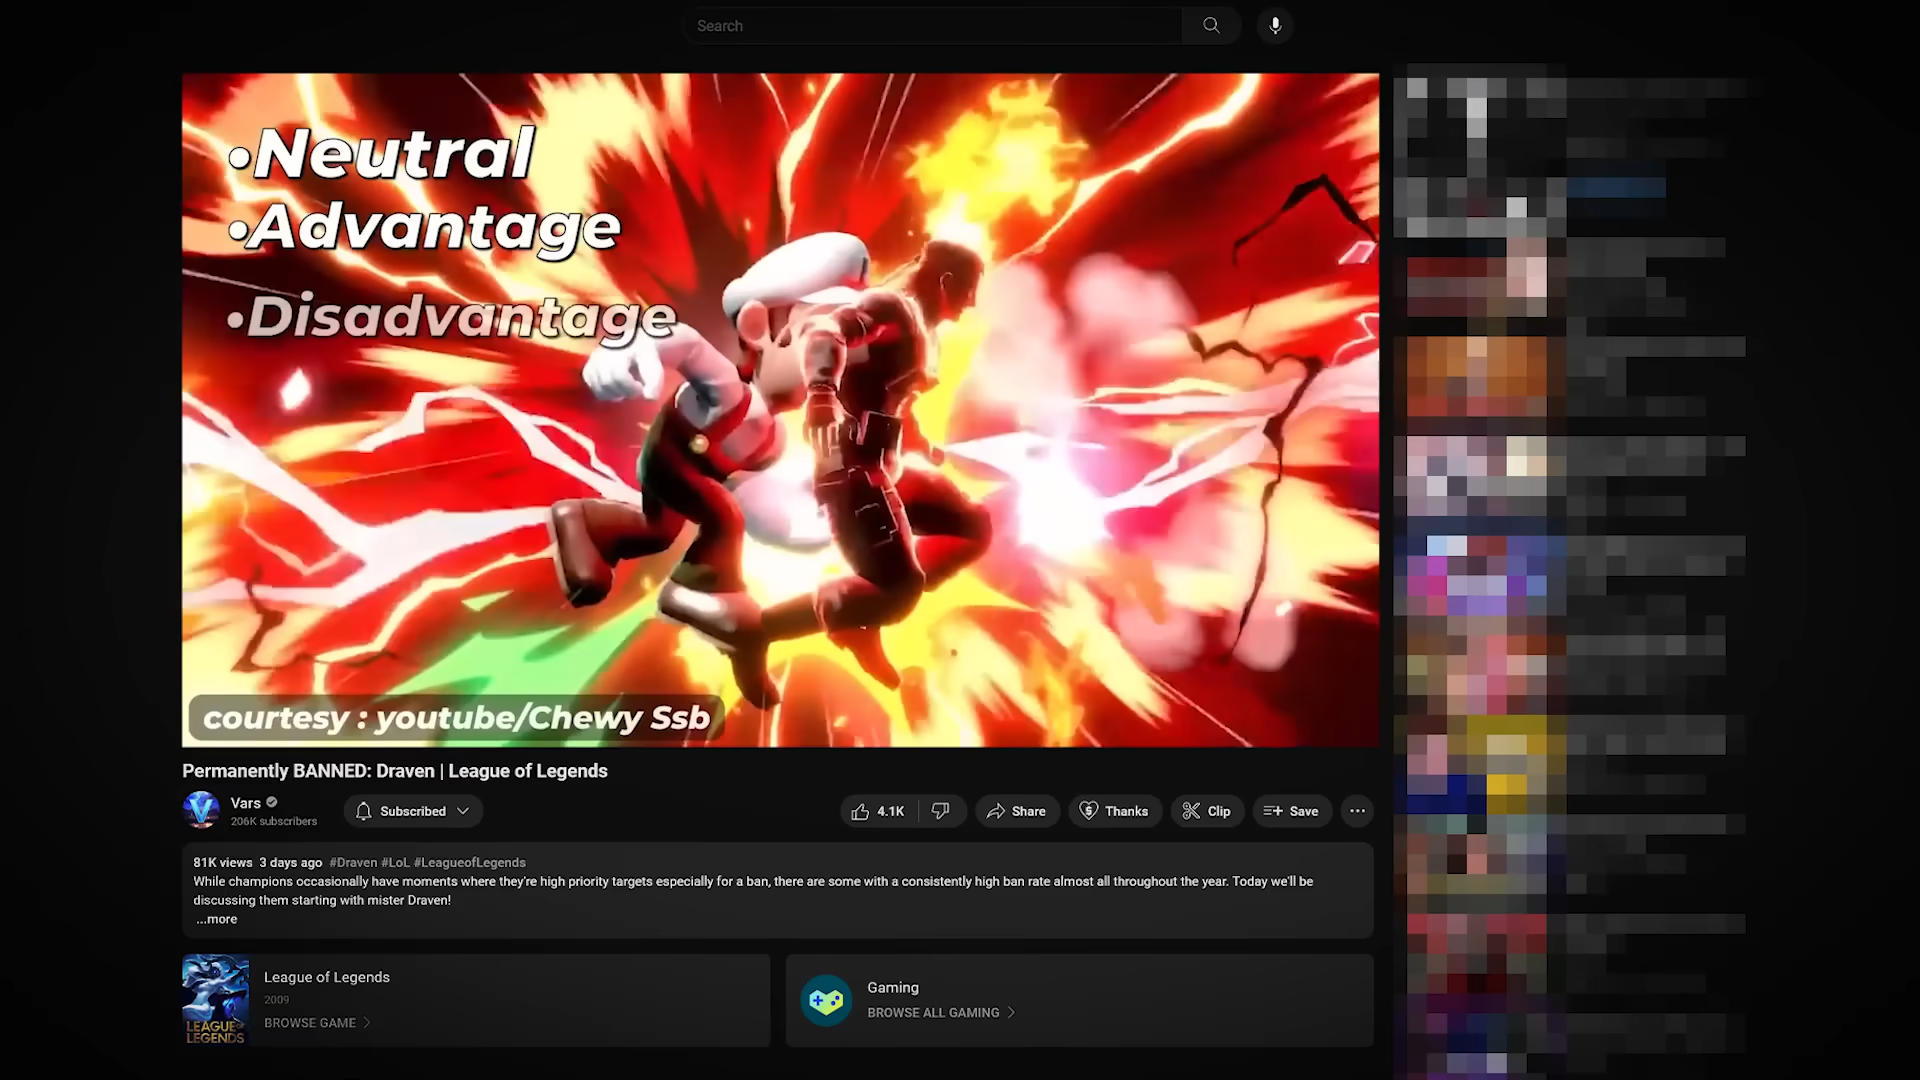 Search
•Neutral
•Advantage
•Disadvantage
courtesy : youtube/Chewy Ssb
Permanently BANNED: Draven | League of Legends
Vars
206K subscribers
Subscribed
4.1K
Share
Thanks
Clip
Save
81K views 3 days ago #Draven #LoL #LeagueofLegends
While champions occasionally have moments where they're high priority targets especially for a ban, there are some with a consistently high ban rate almost all throughout the year. Today we'll be
discussing them starting with mister Draven!
...more
LEAGUE OF
LEGENDS
League of Legends
2009
BROWSE GAME
Gaming
BROWSE ALL GAMING